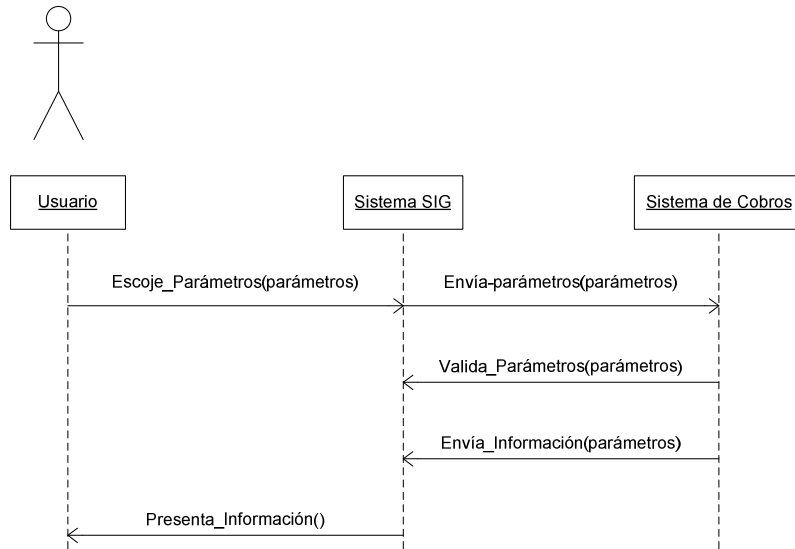 Usuario
Sistema SIG
Sistema de Cobros
Escoje_Parámetros(parámetros)
Envía-parámetros(parámetros)
Valida_Parámetros(parámetros)
Envía_Información(parámetros)
Presenta_Información()